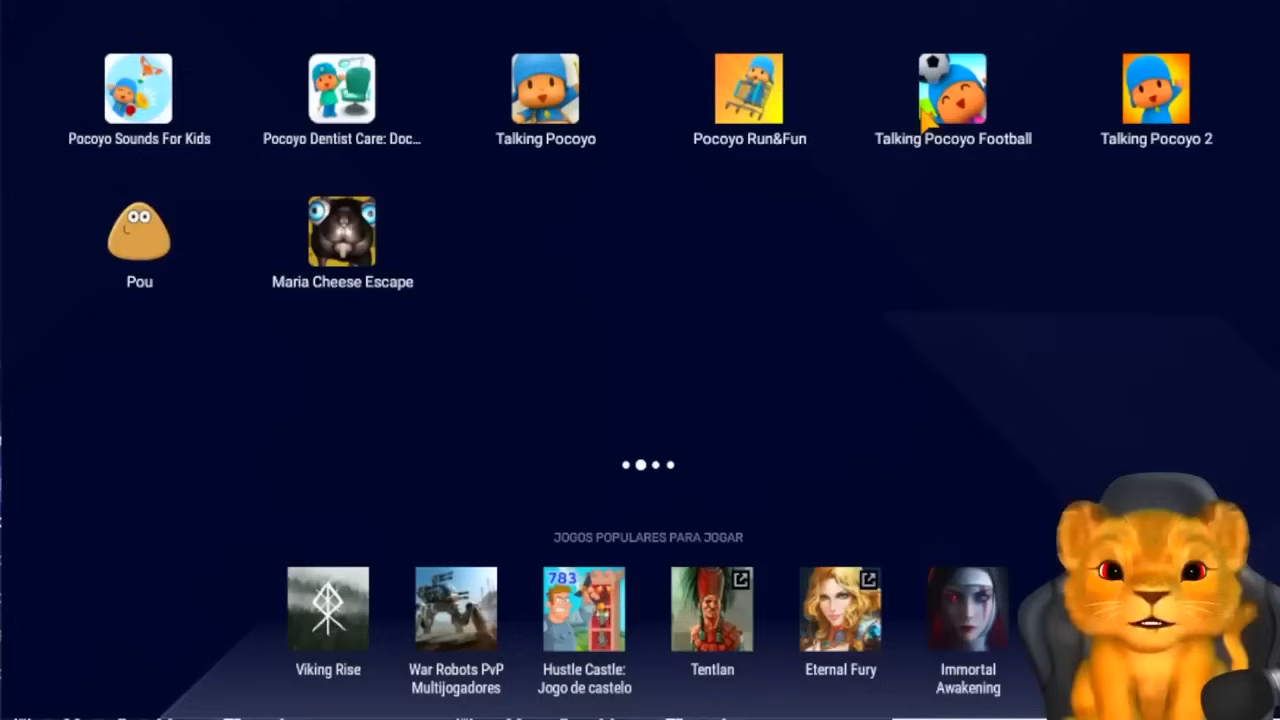 Pocoyo Sounds For Kids
Pocoyo Dentist Care: Doc...
Talking Pocoyo
Pocoyo Run&Fun
Talking Pocoyo Football
Talking Pocoyo 2
Pou
Maria Cheese Escape
JOGOS POPULARES PARA JOGAR
783
Viking Rise
War Robots PvP
Multijogadores
Hustle Castle:
Jogo de castelo
Tentlan
Eternal Fury
Immortal
Awakening